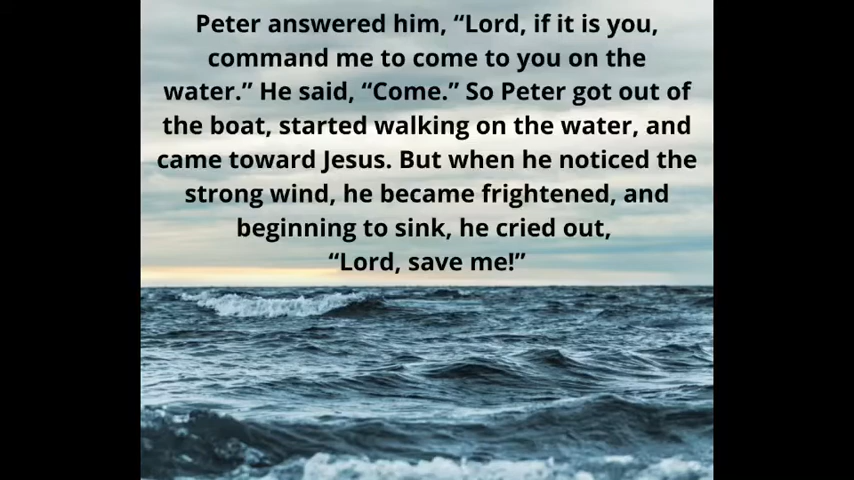 Peter answered him, “Lord, if it is you,
command me to come to you on the
water.” He said, “Come.” So Peter got out of
the boat, started walking on the water, and
came toward Jesus. But when he noticed the
strong wind, he became frightened, and
beginning to sink, he cried out,
“Lord, save me!”